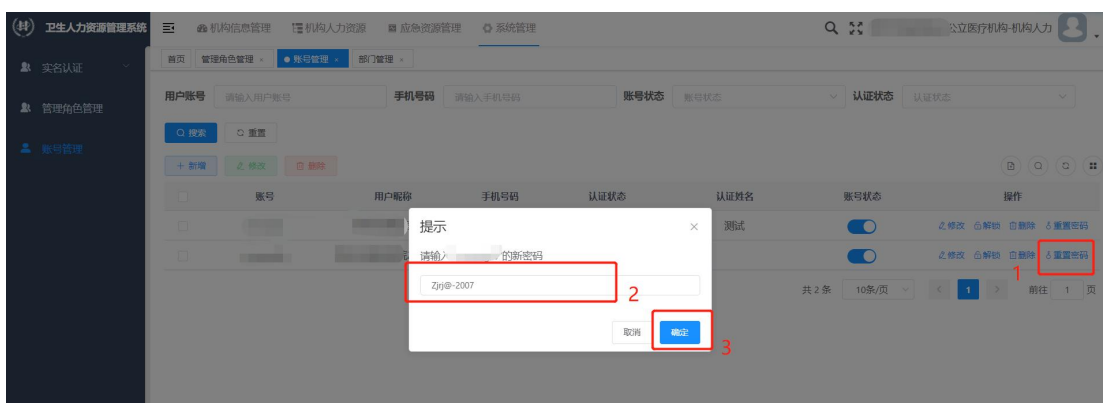 卫生人力资源管理系统 机构信息管理 机构人力资源 应急资源管理 系统管理 公立医疗机构-机构人力
首页 管理角色管理 × 账号管理 × 部门管理 ×
实名认证
管理角色管理
账号管理
用户账号 请输入用户账号 手机号码 请输入手机号码 账号状态 账号状态 认证状态 认证状态
搜索 重置
+ 新增 修改 删除
账号 用户昵称 手机号码 认证状态 认证姓名 账号状态 操作
测试 修改 解锁 删除 重置密码
修改 解锁 删除 重置密码
1
提示 ×
请输入 的新密码
Zjrj@-2007
2
取消 确定
3
共 2 条 10条/页 < 1 > 前往 1 页